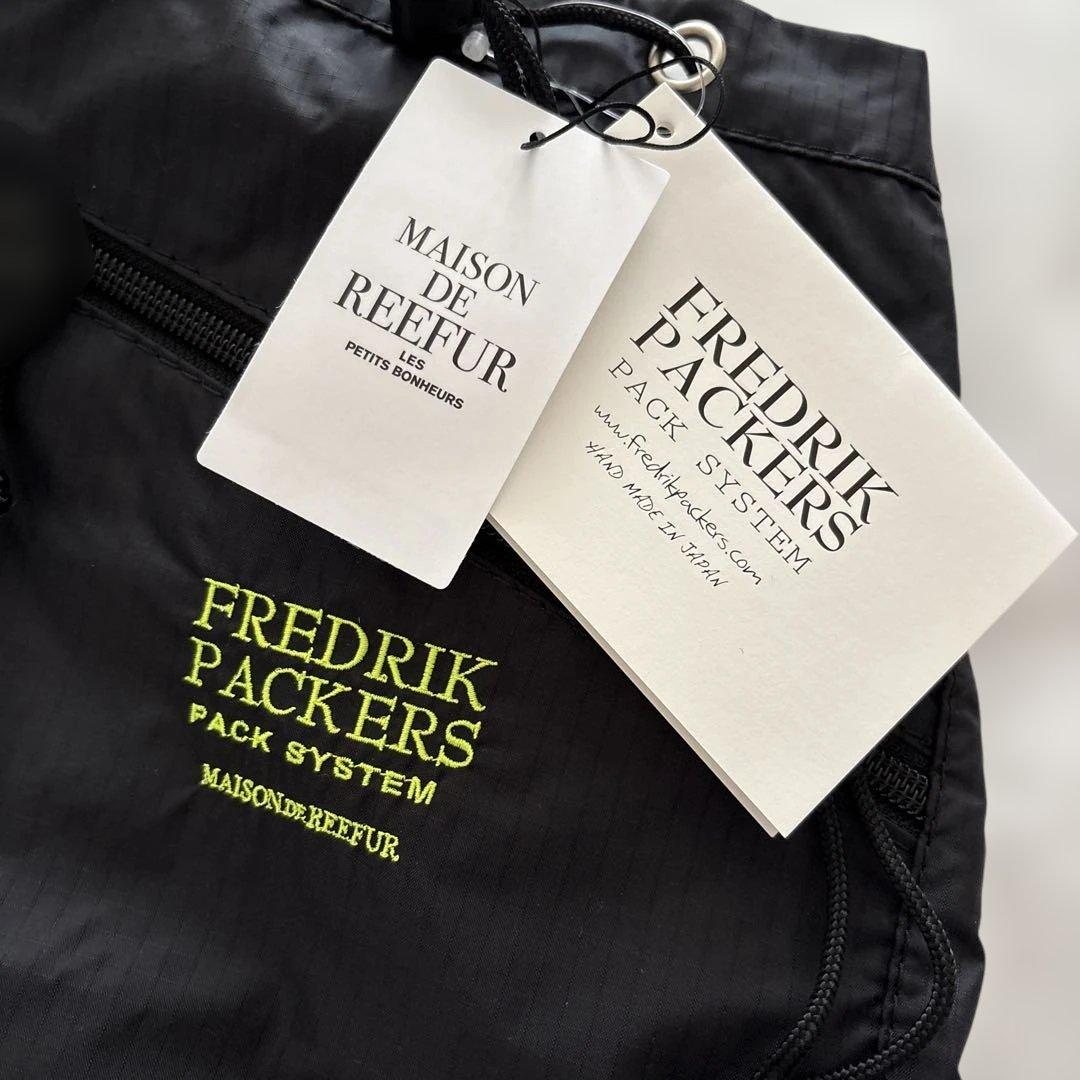 MAISON
DE
REEFUR
LES
PETITS BONHEURS
FREDRIK
PACKERS
PACK SYSTEM
www.fredrikpackers.com
HAND MADE IN JAPAN
FREDRIK
PACKERS
PACK SYSTEM
MAISON DE REEFUR